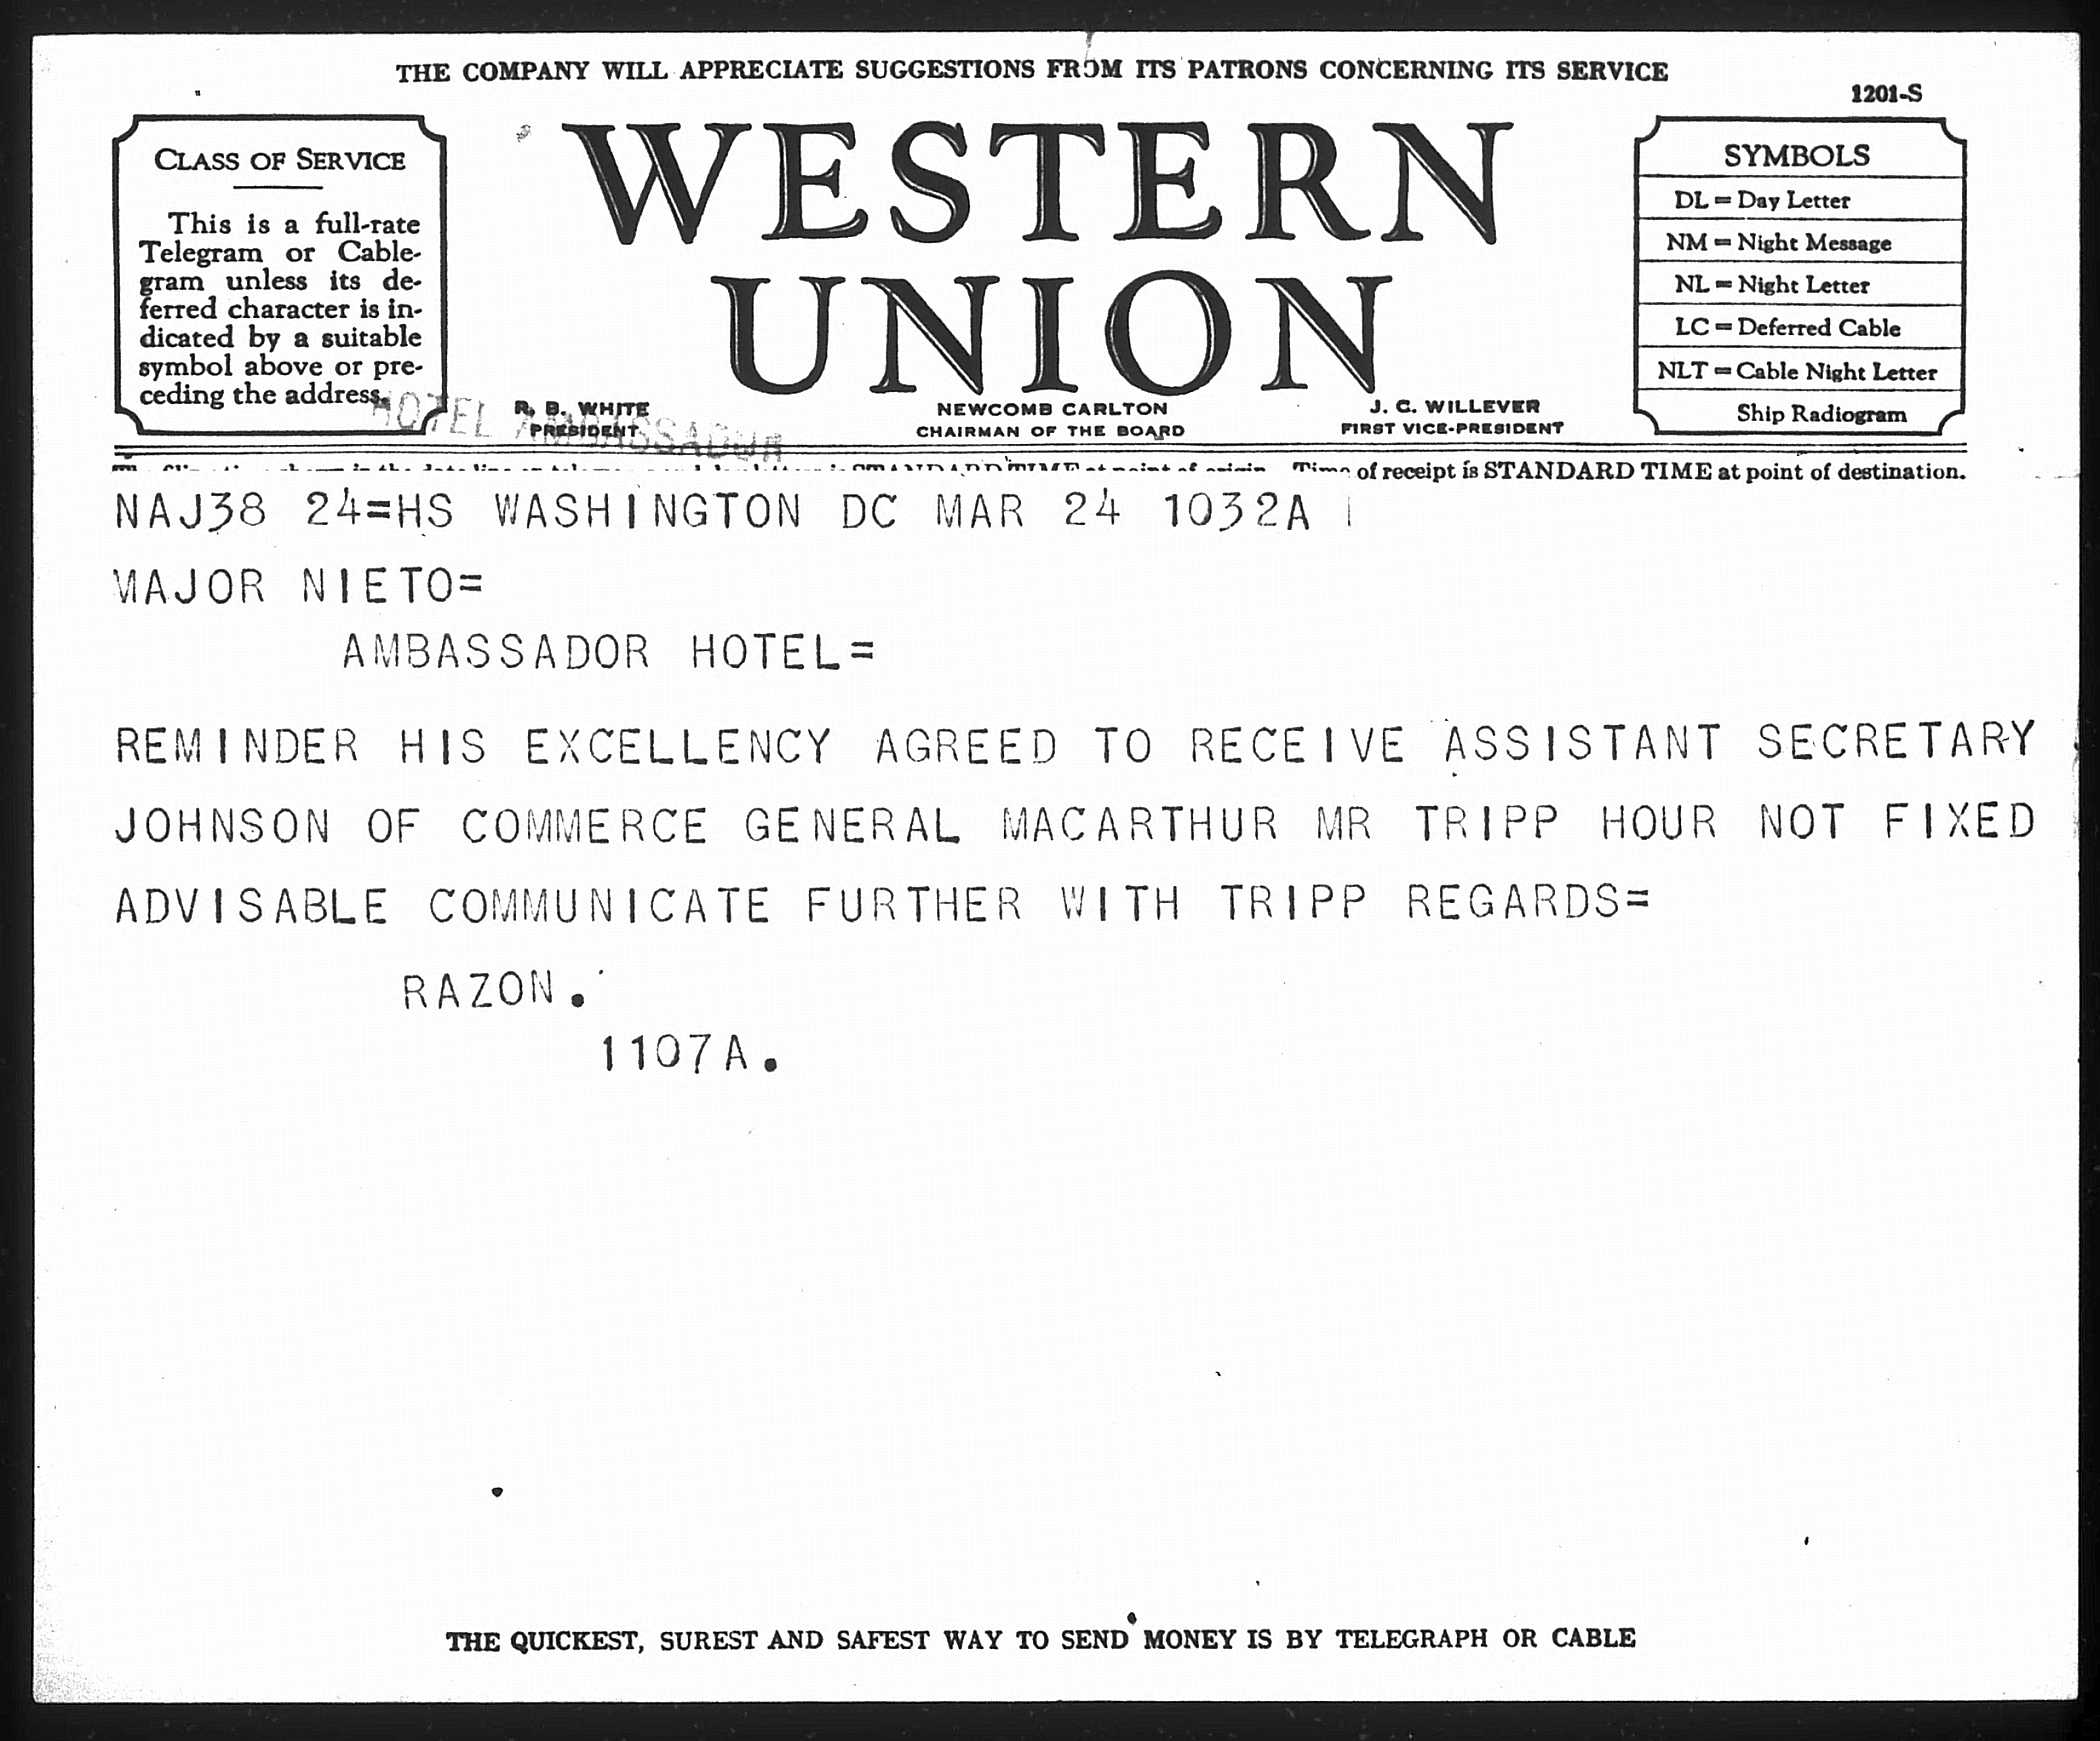 THE COMPANY WILL APPRECIATE SUGGESTIONS FROM ITS PATRONS CONCERNING ITS SERVICE
1201-S
CLASS OF SERVICE
This is a full-rate
Telegram or Cable-
gram unless its de-
ferred character is in-
dicated by a suitable
symbol above or pre-
ceding the address.
WESTERN
UNION
SYMBOLS
DL = Day Letter
NM = Night Message
NL = Night Letter
LC = Deferred Cable
NLT = Cable Night Letter
Ship Radiogram
HOTEL AMBASSADOR
R. B. WHITE
PRESIDENT
NEWCOMB CARLTON
CHAIRMAN OF THE BOARD
J. C. WILLEVER
FIRST VICE-PRESIDENT
Time of receipt is STANDARD TIME at point of destination.
NAJ38 24=HS WASHINGTON DC MAR 24 1032A
MAJOR NIETO=
AMBASSADOR HOTEL=
REMINDER HIS EXCELLENCY AGREED TO RECEIVE ASSISTANT SECRETARY
JOHNSON OF COMMERCE GENERAL MACARTHUR MR TRIPP HOUR NOT FIXED
ADVISABLE COMMUNICATE FURTHER WITH TRIPP REGARDS=
RAZON.
1107A.
THE QUICKEST, SUREST AND SAFEST WAY TO SEND MONEY IS BY TELEGRAPH OR CABLE